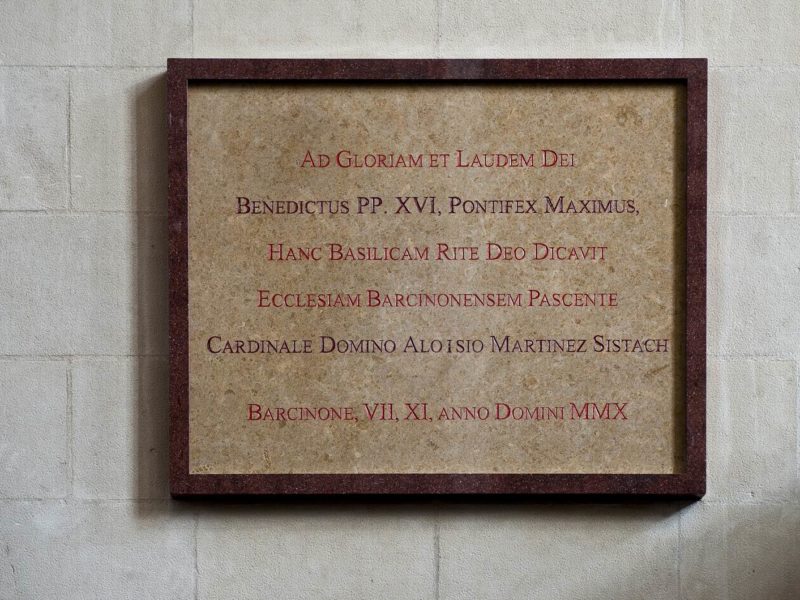 Ad Gloriam et Laudem Dei
Benedictus PP. XVI, Pontifex Maximus,
Hanc Basilicam Rite Deo Dicavit
Ecclesiam Barcinonensem Pascente
Cardinale Domino Aloisio Martinez Sistach
Barcinone, VII, XI, anno Domini MMX